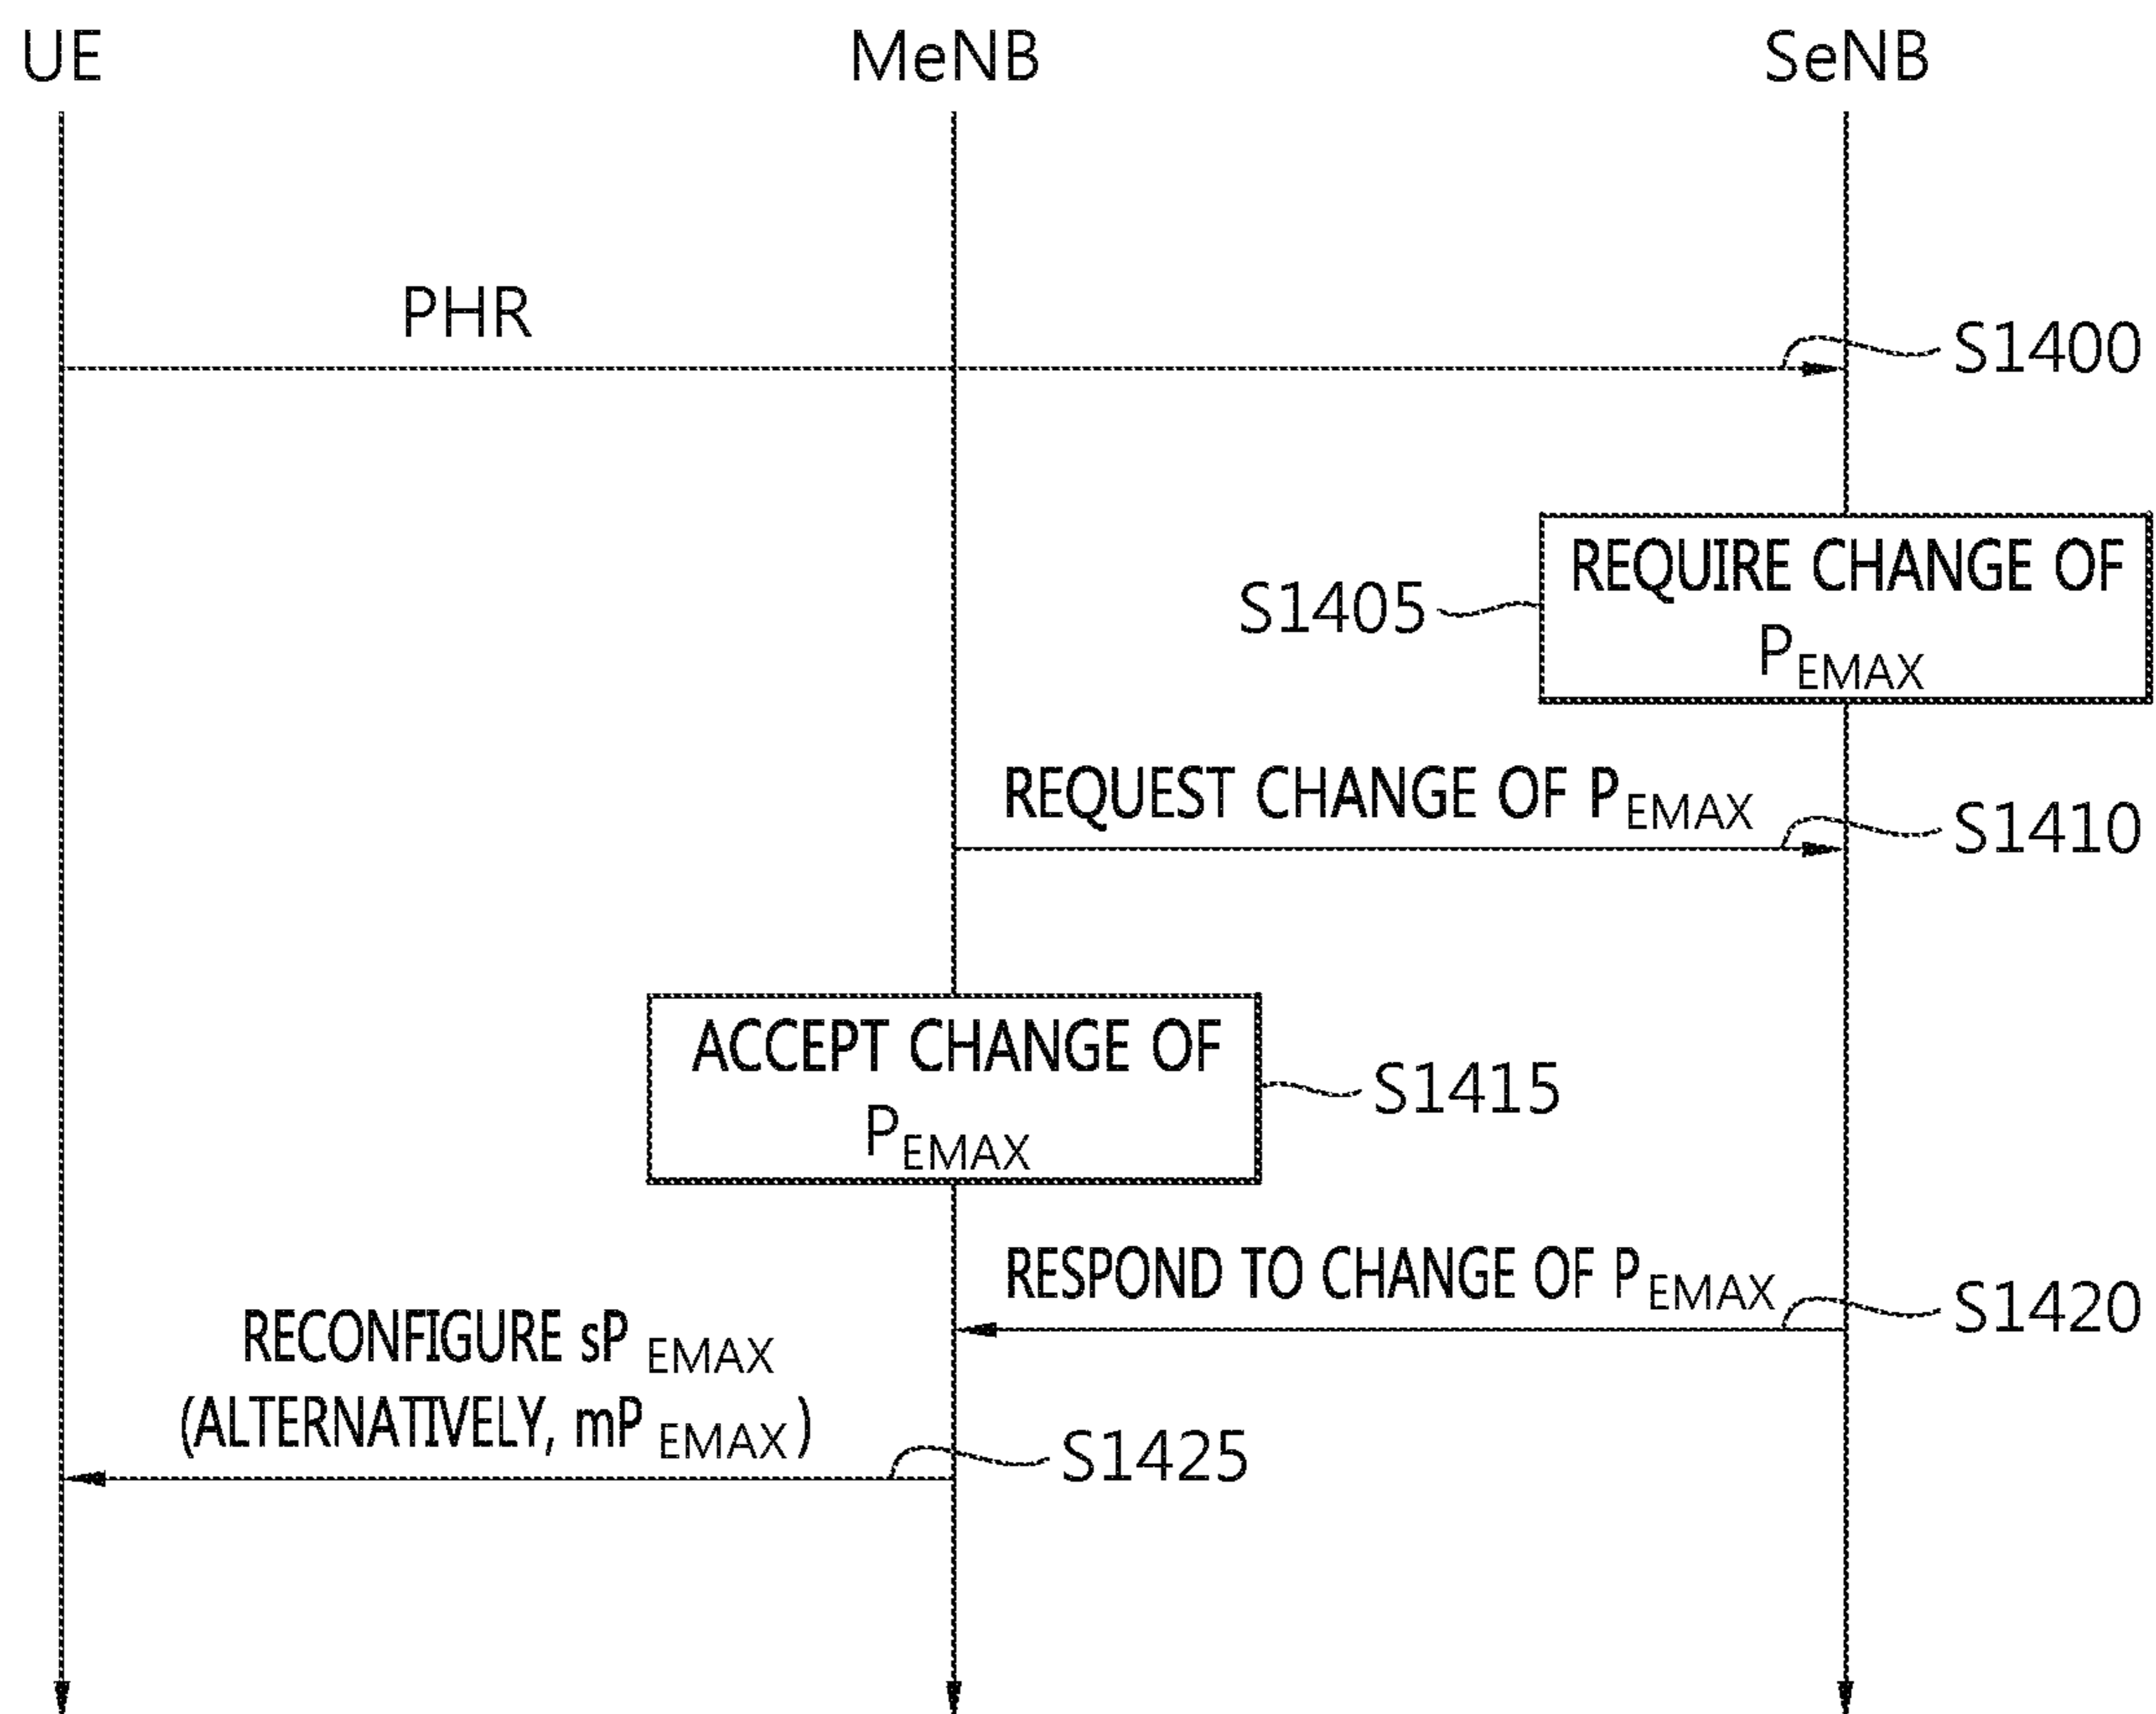 UE MeNB SeNB
PHR
S1400
REQUIRE CHANGE OF
PEMAX
S1405
REQUEST CHANGE OF PEMAX
S1410
ACCEPT CHANGE OF
PEMAX
S1415
RESPOND TO CHANGE OF PEMAX
S1420
RECONFIGURE sP EMAX
(ALTERNATIVELY, mP EMAX)
S1425